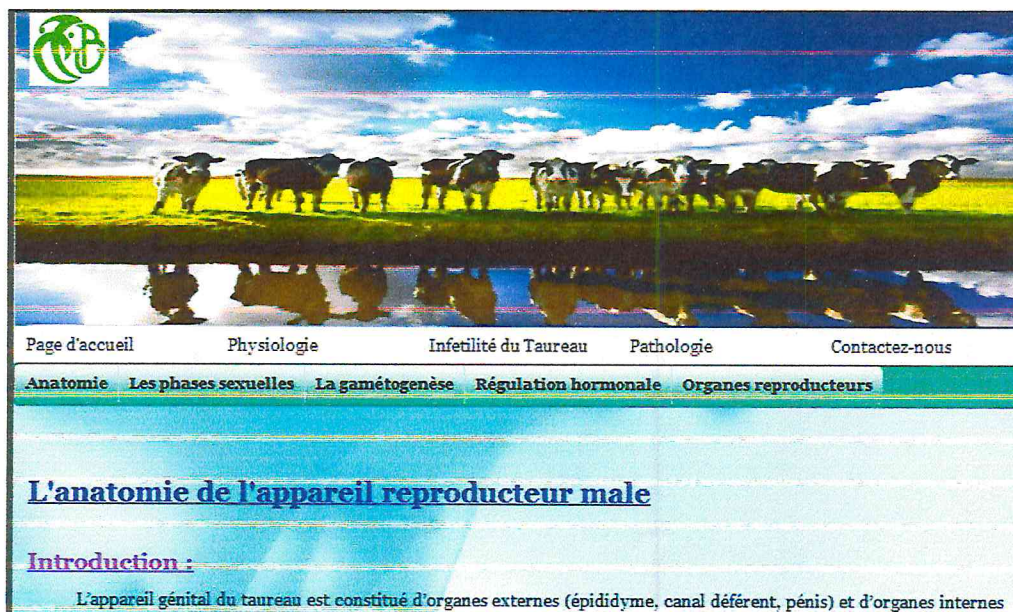 Page d'accueil Physiologie Infetilité du Taureau Pathologie Contactez-nous
Anatomie Les phases sexuelles La gamétogenèse Régulation hormonale Organes reproducteurs
L'anatomie de l'appareil reproducteur male
Introduction :
L'appareil génital du taureau est constitué d'organes externes (épididyme, canal déférent, pénis) et d'organes internes